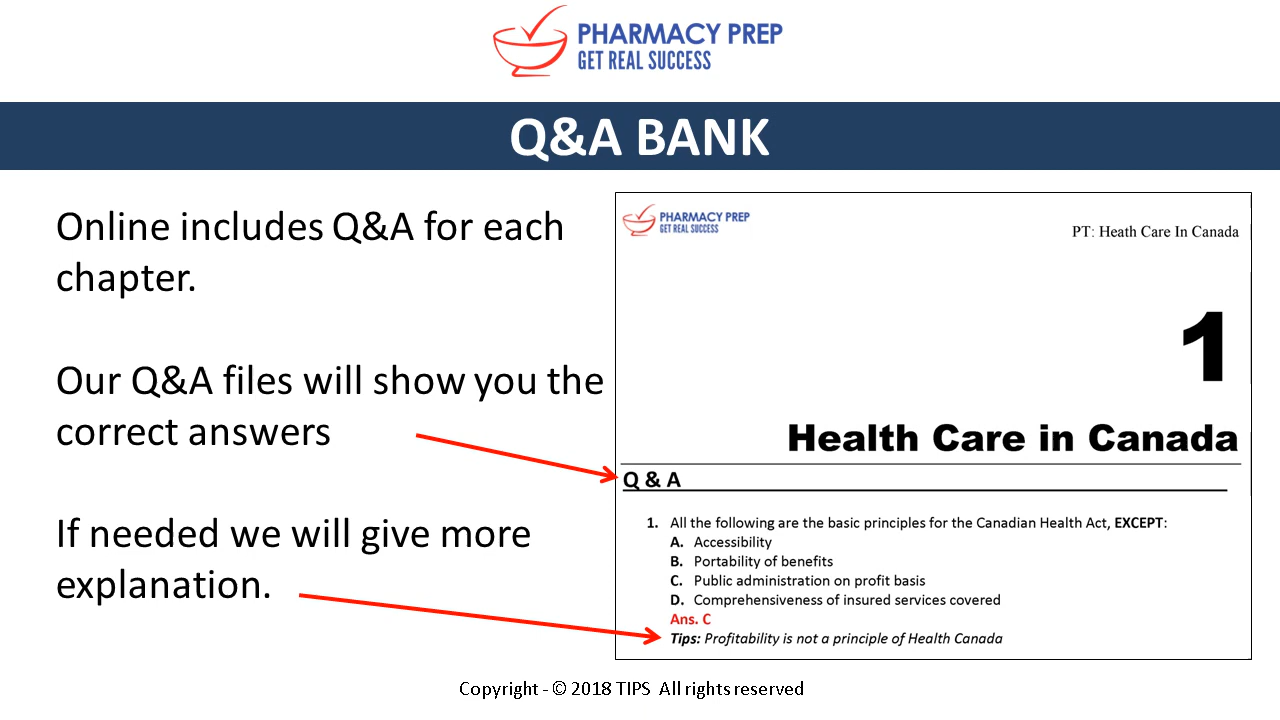 PHARMACY PREP
GET REAL SUCCESS
Q&A BANK
Online includes Q&A for each
chapter.
Our Q&A files will show you the
correct answers
If needed we will give more
explanation.
PHARMACY PREP
GET REAL SUCCESS
PT: Heath Care In Canada
1
Health Care in Canada
Q & A
1. All the following are the basic principles for the Canadian Health Act, EXCEPT:
A. Accessibility
B. Portability of benefits
C. Public administration on profit basis
D. Comprehensiveness of insured services covered
Ans. C
Tips: Profitability is not a principle of Health Canada
Copyright - © 2018 TIPS All rights reserved